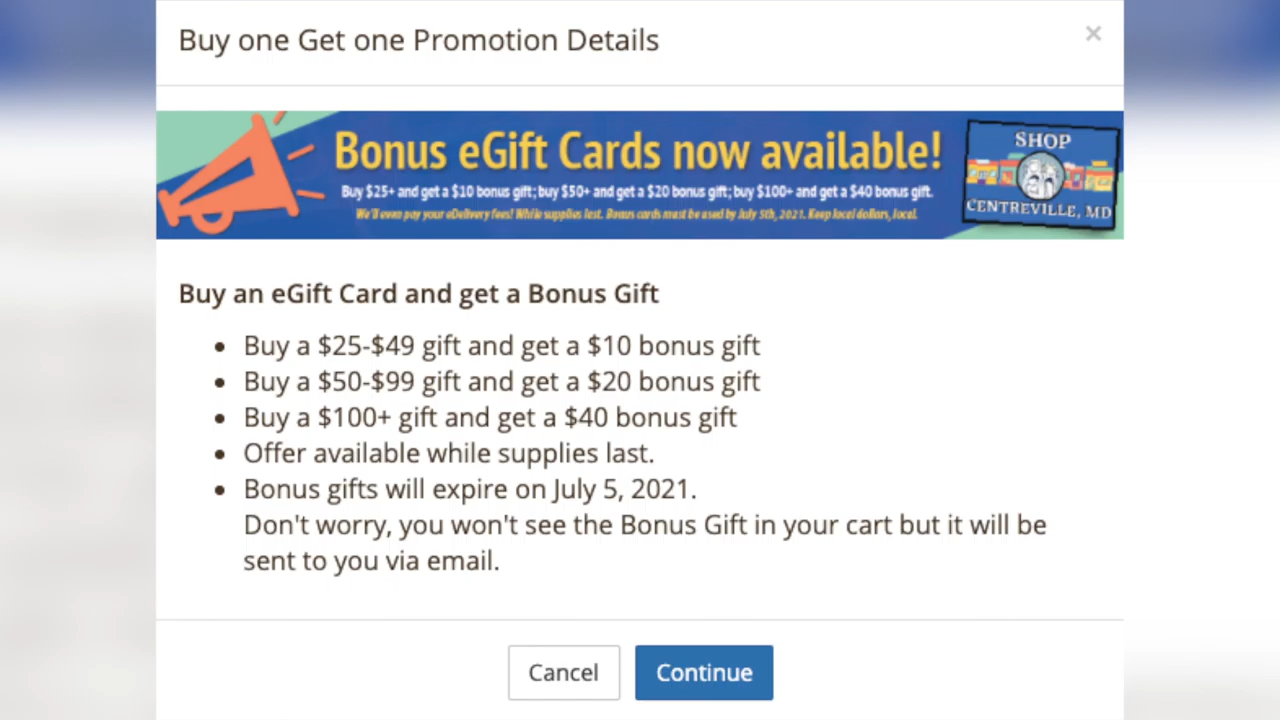 Buy one Get one Promotion Details
×
Bonus eGift Cards now available!
Buy $25+ and get a $10 bonus gift; buy $50+ and get a $20 bonus gift; buy $100+ and get a $40 bonus gift.
We'll even pay your eDelivery fees! While supplies last. Bonus cards must be used by July 5th, 2021. Keep local dollars, local.
SHOP
CENTREVILLE, MD
Buy an eGift Card and get a Bonus Gift
• Buy a $25-$49 gift and get a $10 bonus gift
• Buy a $50-$99 gift and get a $20 bonus gift
• Buy a $100+ gift and get a $40 bonus gift
• Offer available while supplies last.
• Bonus gifts will expire on July 5, 2021.
Don't worry, you won't see the Bonus Gift in your cart but it will be
sent to you via email.
Cancel
Continue